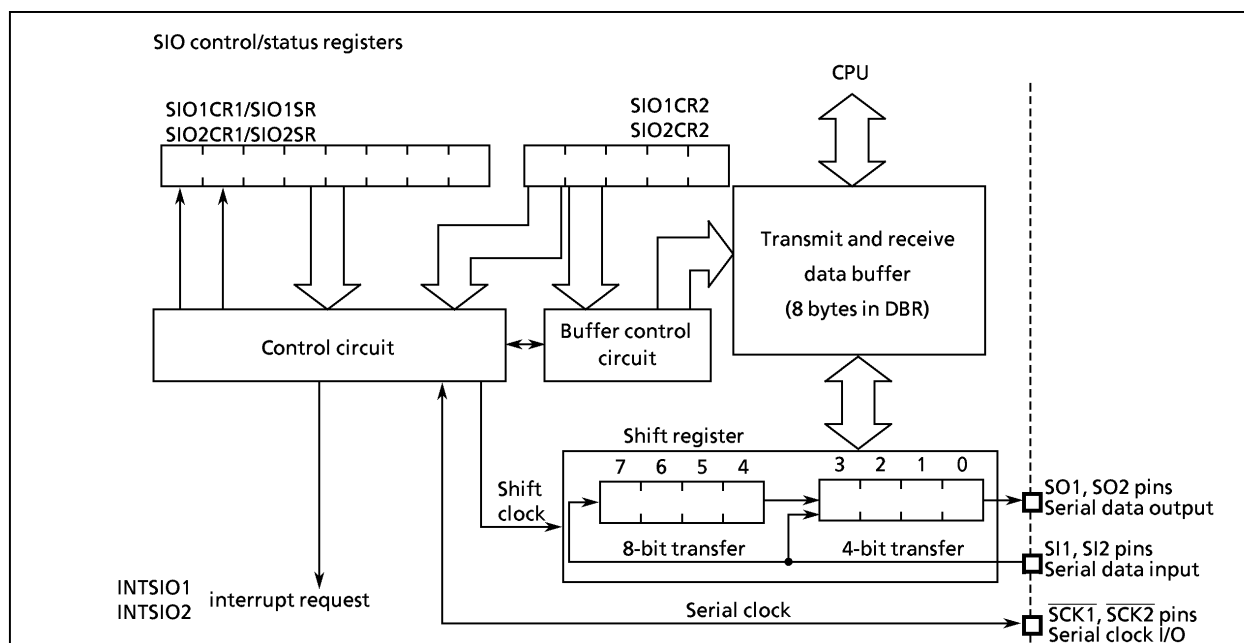 SIO control/status registers
CPU
SIO1CR1/SIO1SR
SIO2CR1/SIO2SR
SIO1CR2
SIO2CR2
Transmit and receive
data buffer
(8 bytes in DBR)
Control circuit
Buffer control
circuit
Shift register
7 6 5 4
3 2 1 0
Shift
clock
SO1, SO2 pins
Serial data output
8-bit transfer
4-bit transfer
SI1, SI2 pins
Serial data input
INTSIO1
INTSIO2
interrupt request
Serial clock
SCK1, SCK2 pins
Serial clock I/O